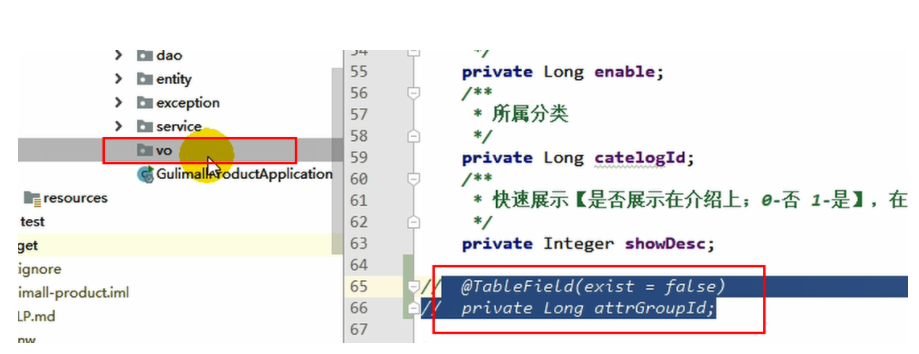 dao
entity
exception
service
vo
GulimallProductApplication
resources
test
get
ignore
imall-product.iml
LP.md
54
*/
55 private Long enable;
56 /**
57 * 所属分类
58 */
59 private Long catelogId;
60 /**
61 * 快速展示【是否展示在介绍上；0-否 1-是】，在
62 */
63 private Integer showDesc;
64
65 // @TableField(exist = false)
66 // private Long attrGroupId;
67